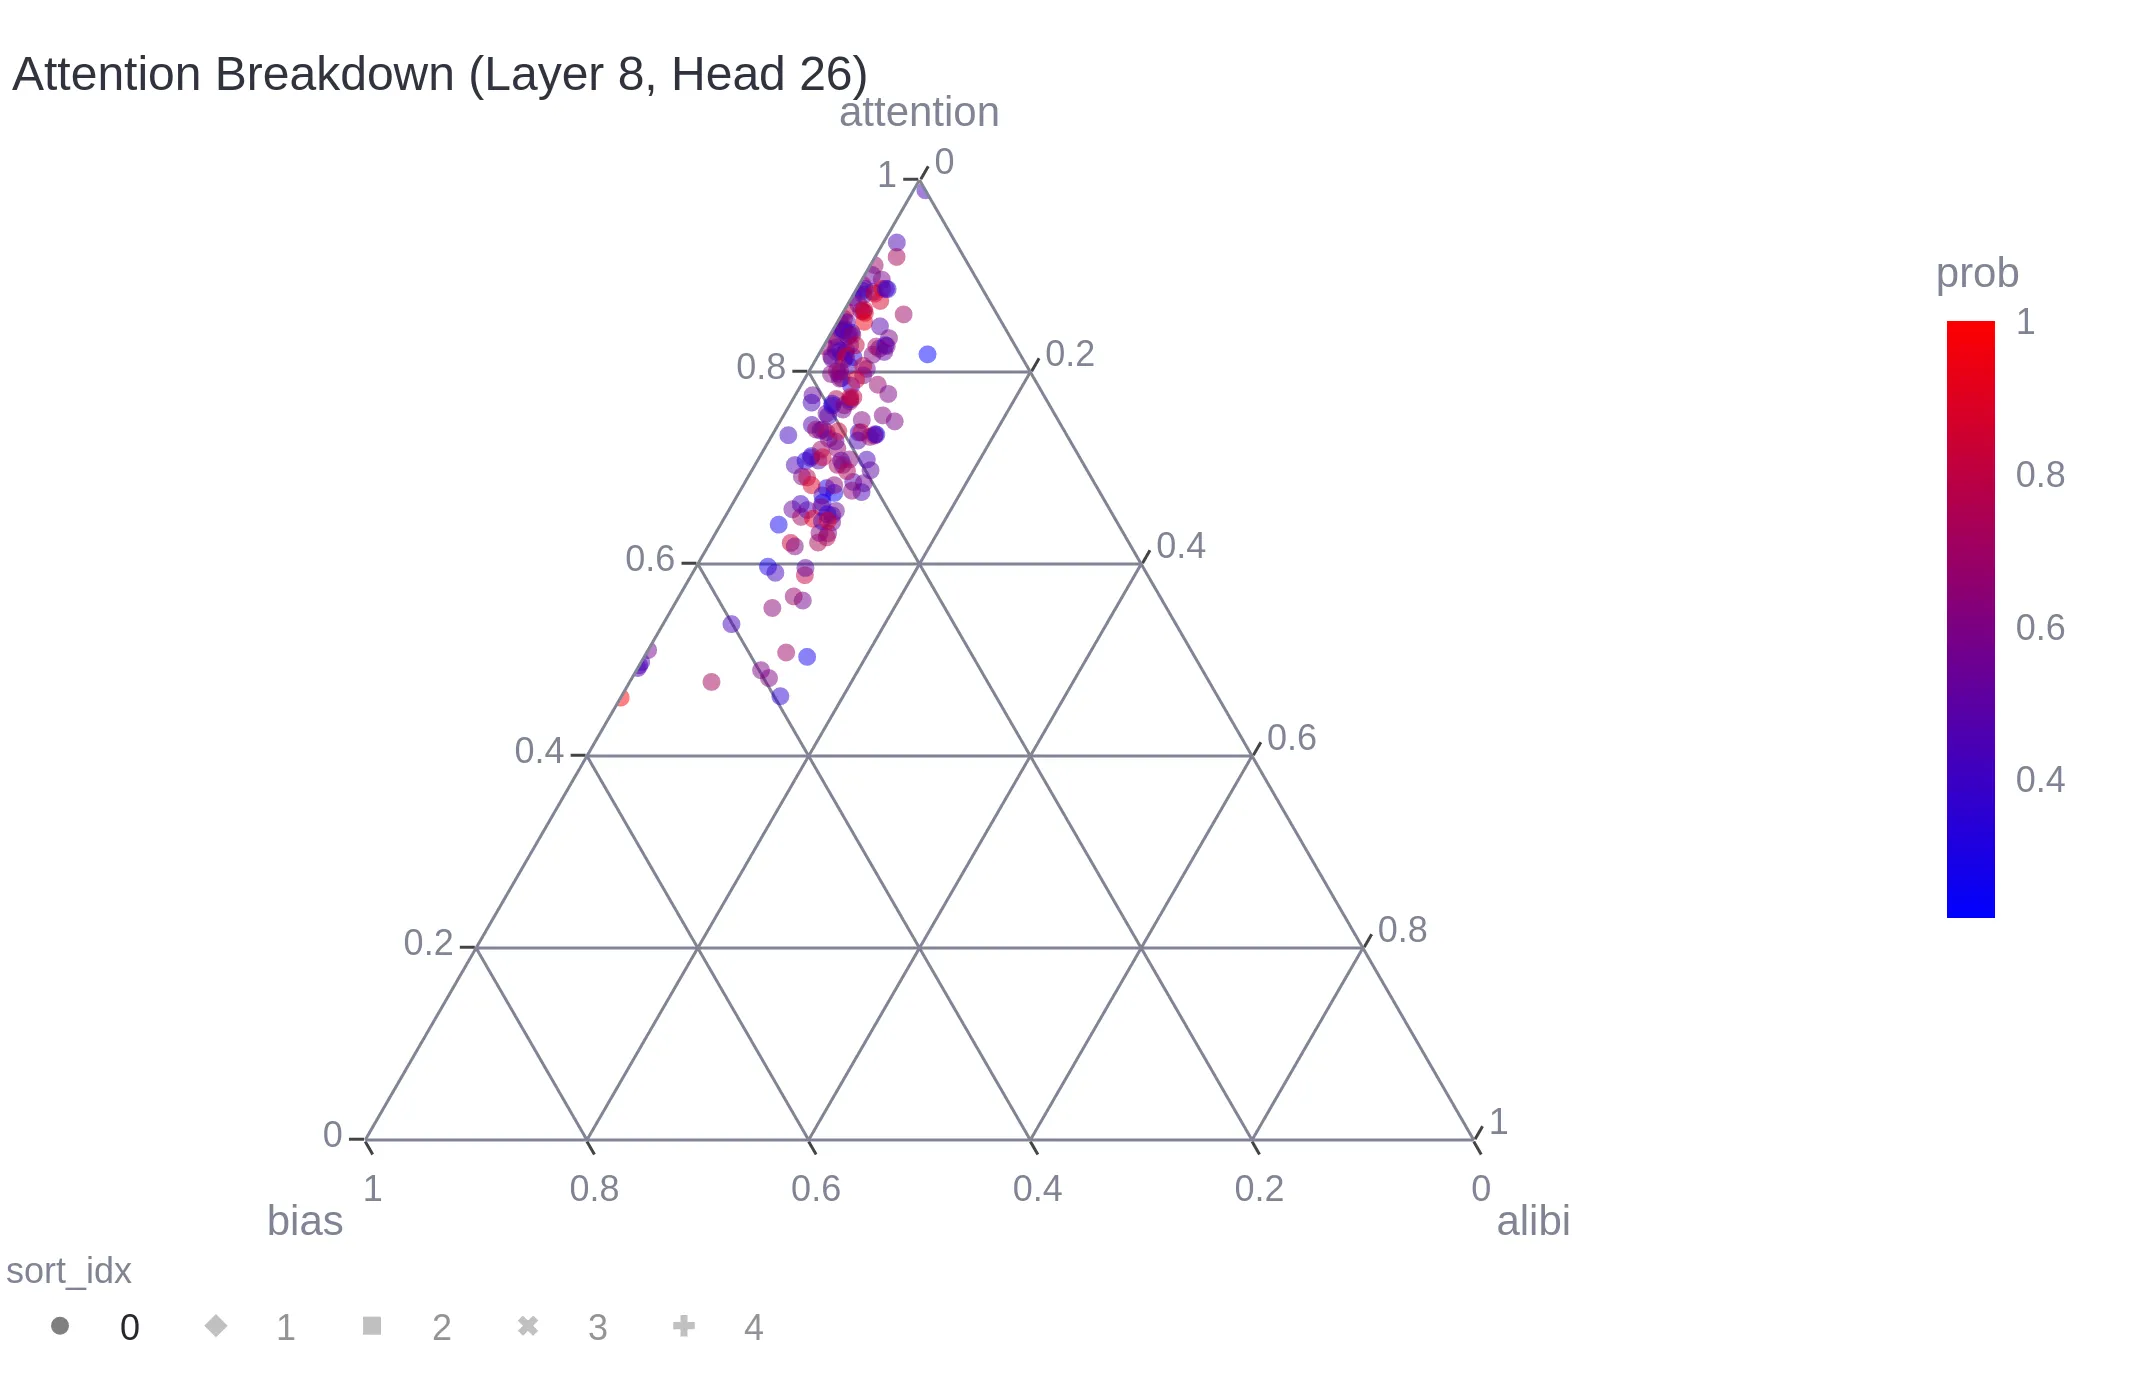 Attention Breakdown (Layer 8, Head 26)
attention
1 0
prob
1
0.8 0.2
0.8
0.6 0.4
0.6
0.4 0.6
0.4
0.2 0.8
0 1
1 0.8 0.6 0.4 0.2 0
bias alibi
sort_idx
0 1 2 3 4